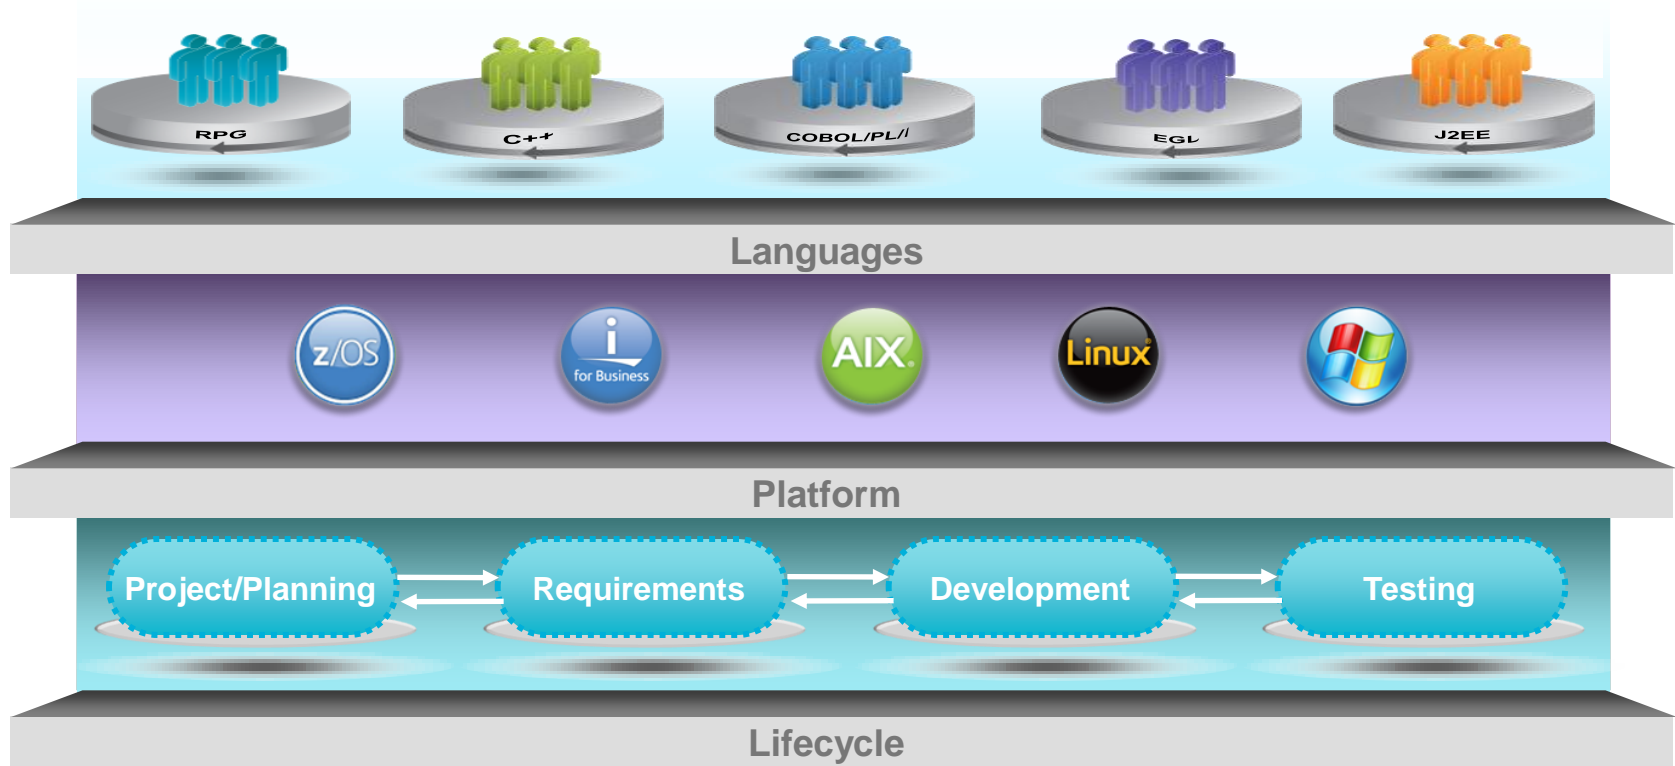 RPG
C++
COBOL/PL/I
EGL
J2EE
Languages
z/OS
i
for Business
AIX
Linux
Platform
Project/Planning
Requirements
Development
Testing
Lifecycle